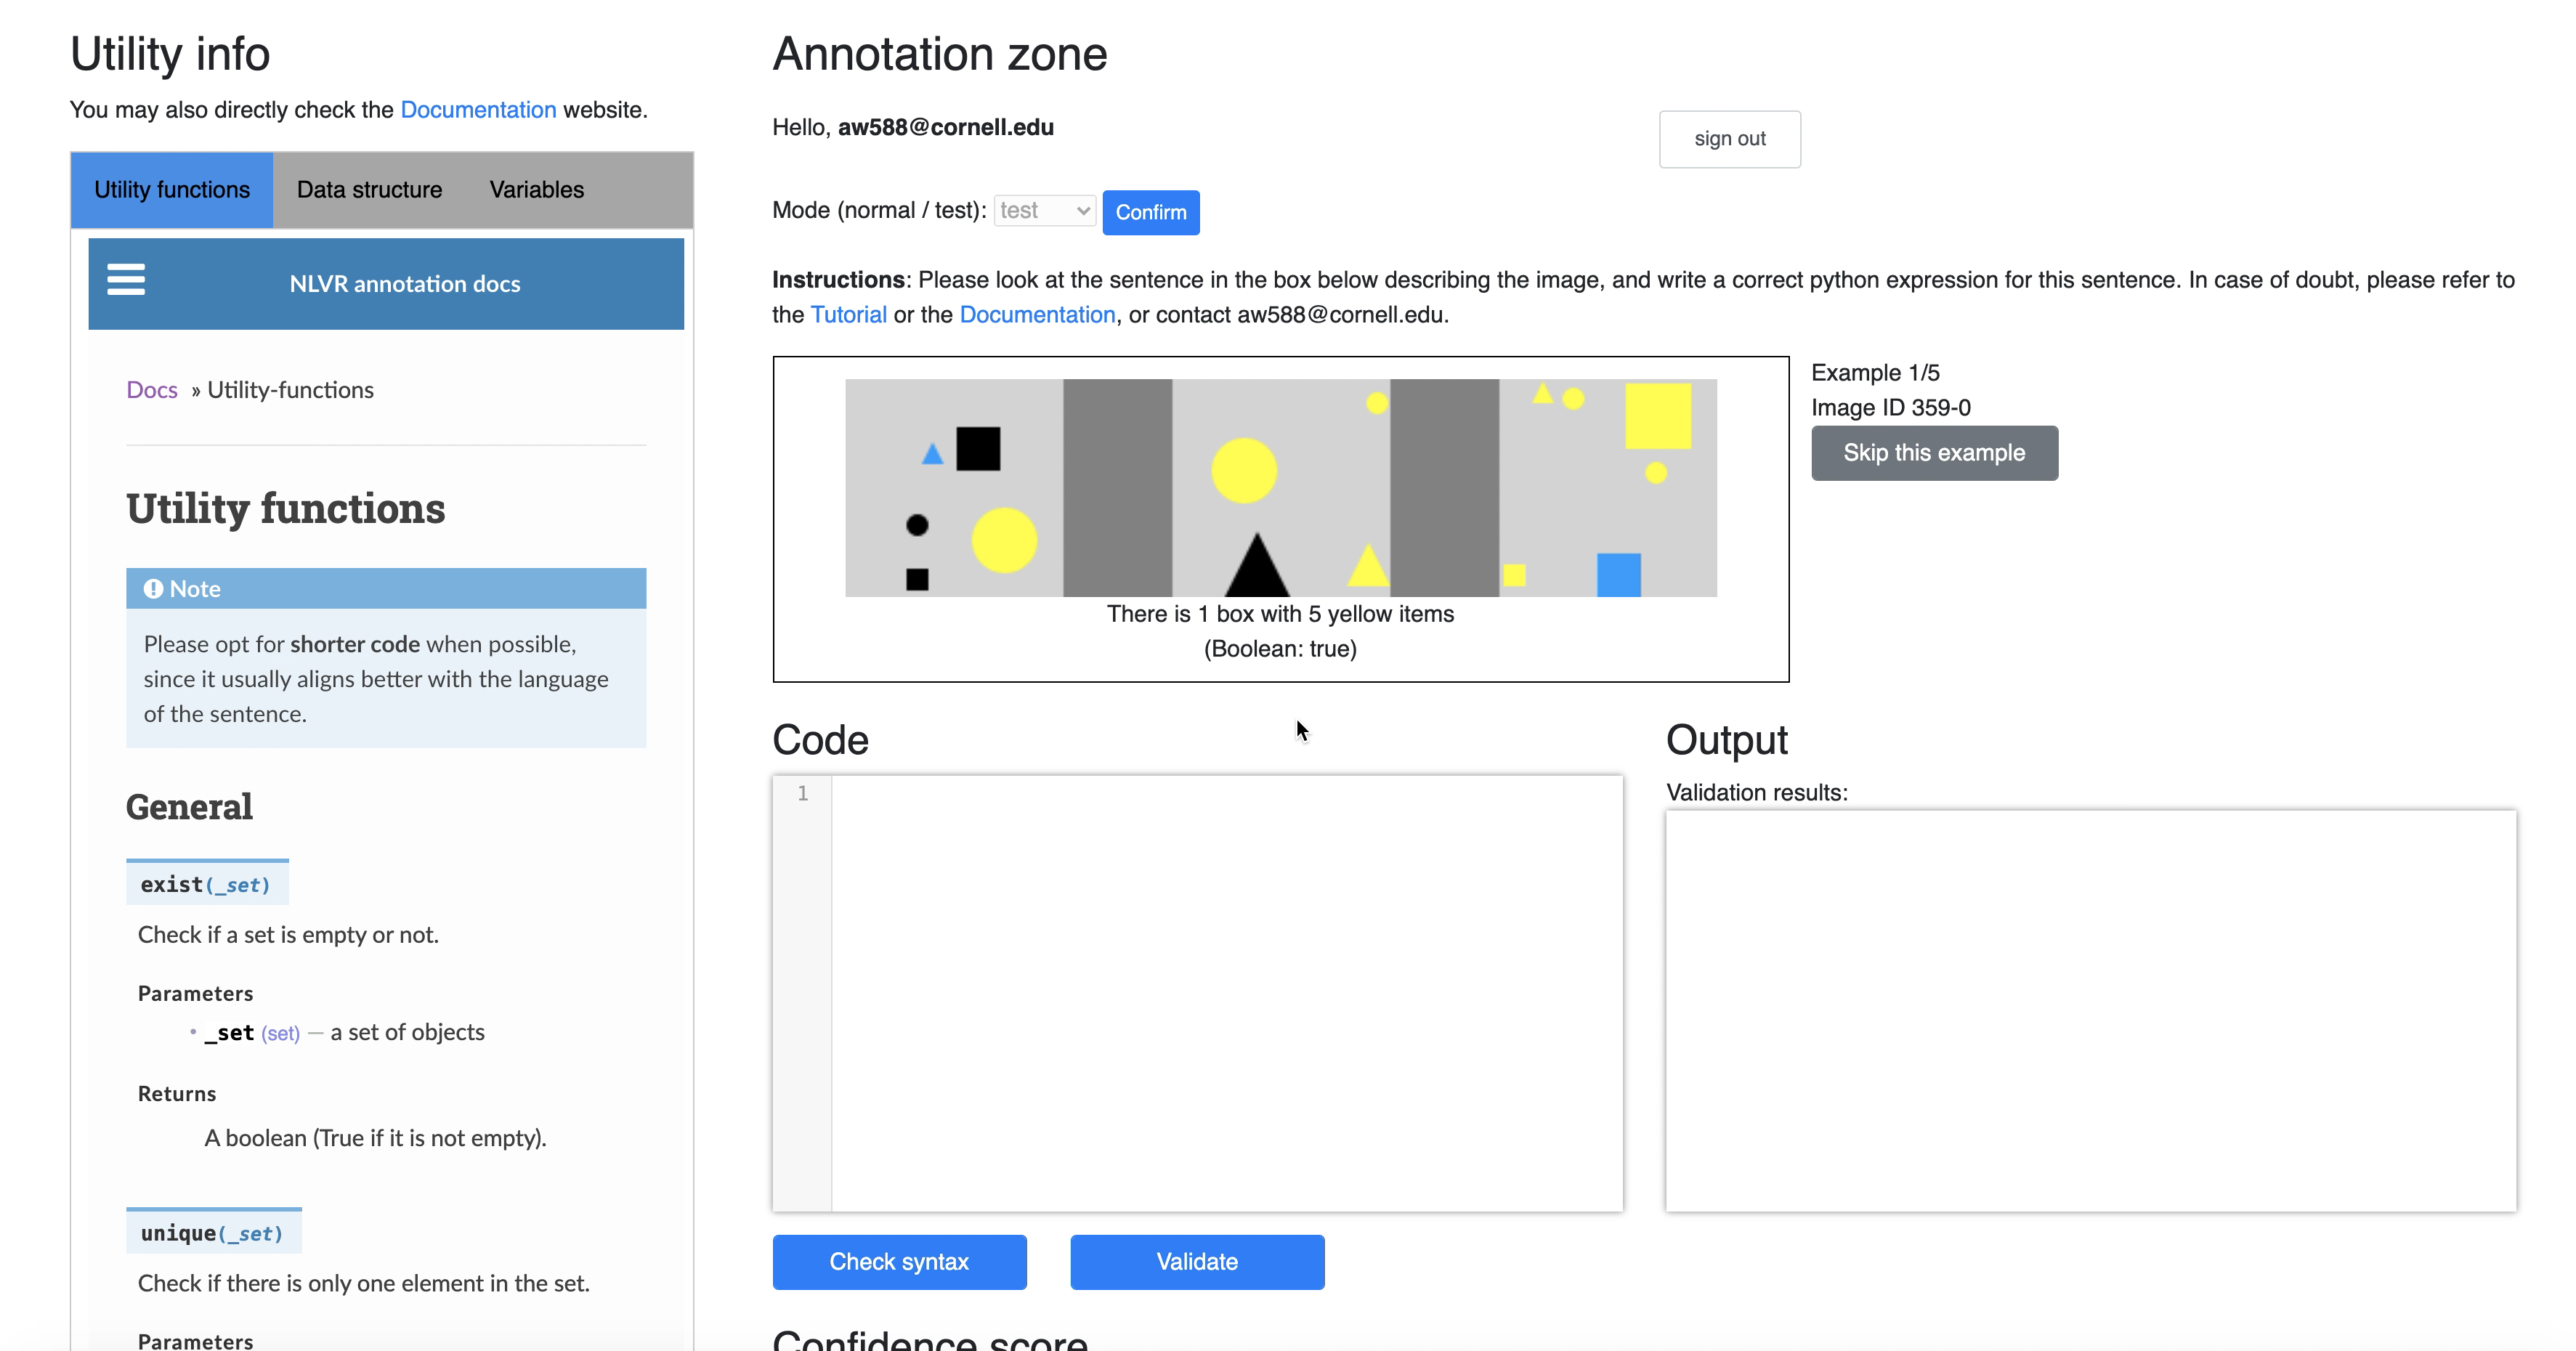 Utility info
You may also directly check the Documentation website.
Utility functions
Data structure
Variables
NLVR annotation docs
Docs » Utility-functions
Utility functions
Note
Please opt for shorter code when possible,
since it usually aligns better with the language
of the sentence.
General
exist(_set)
Check if a set is empty or not.
Parameters
• _set (set) — a set of objects
Returns
A boolean (True if it is not empty).
unique(_set)
Check if there is only one element in the set.
Parameters
Annotation zone
Hello, aw588@cornell.edu
sign out
Mode (normal / test): test Confirm
Instructions: Please look at the sentence in the box below describing the image, and write a correct python expression for this sentence. In case of doubt, please refer to
the Tutorial or the Documentation, or contact aw588@cornell.edu.
There is 1 box with 5 yellow items
(Boolean: true)
Example 1/5
Image ID 359-0
Skip this example
Code
1
Check syntax
Validate
Output
Validation results:
Confidence score